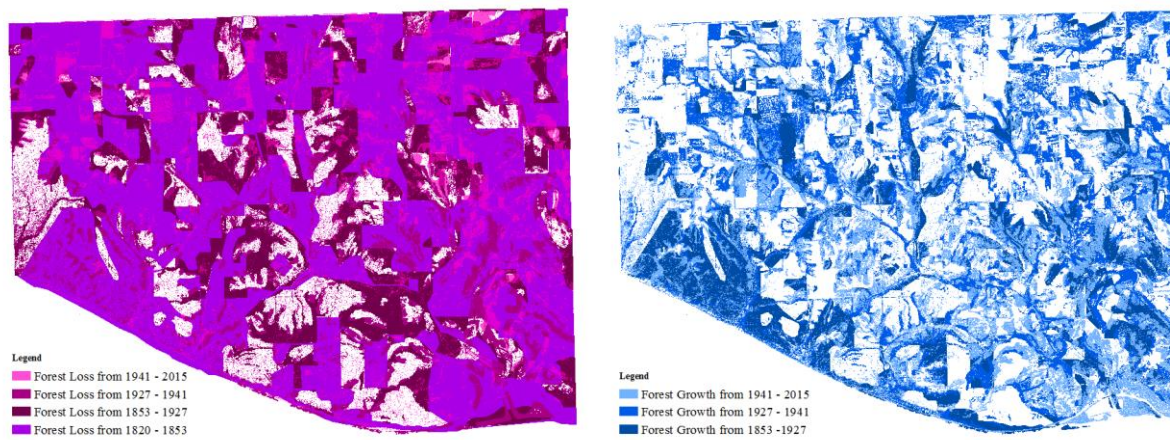 Legend
Forest Loss from 1941 - 2015
Forest Loss from 1927 - 1941
Forest Loss from 1853 - 1927
Forest Loss from 1820 - 1853
Legend
Forest Growth from 1941 - 2015
Forest Growth from 1927 - 1941
Forest Growth from 1853 -1927